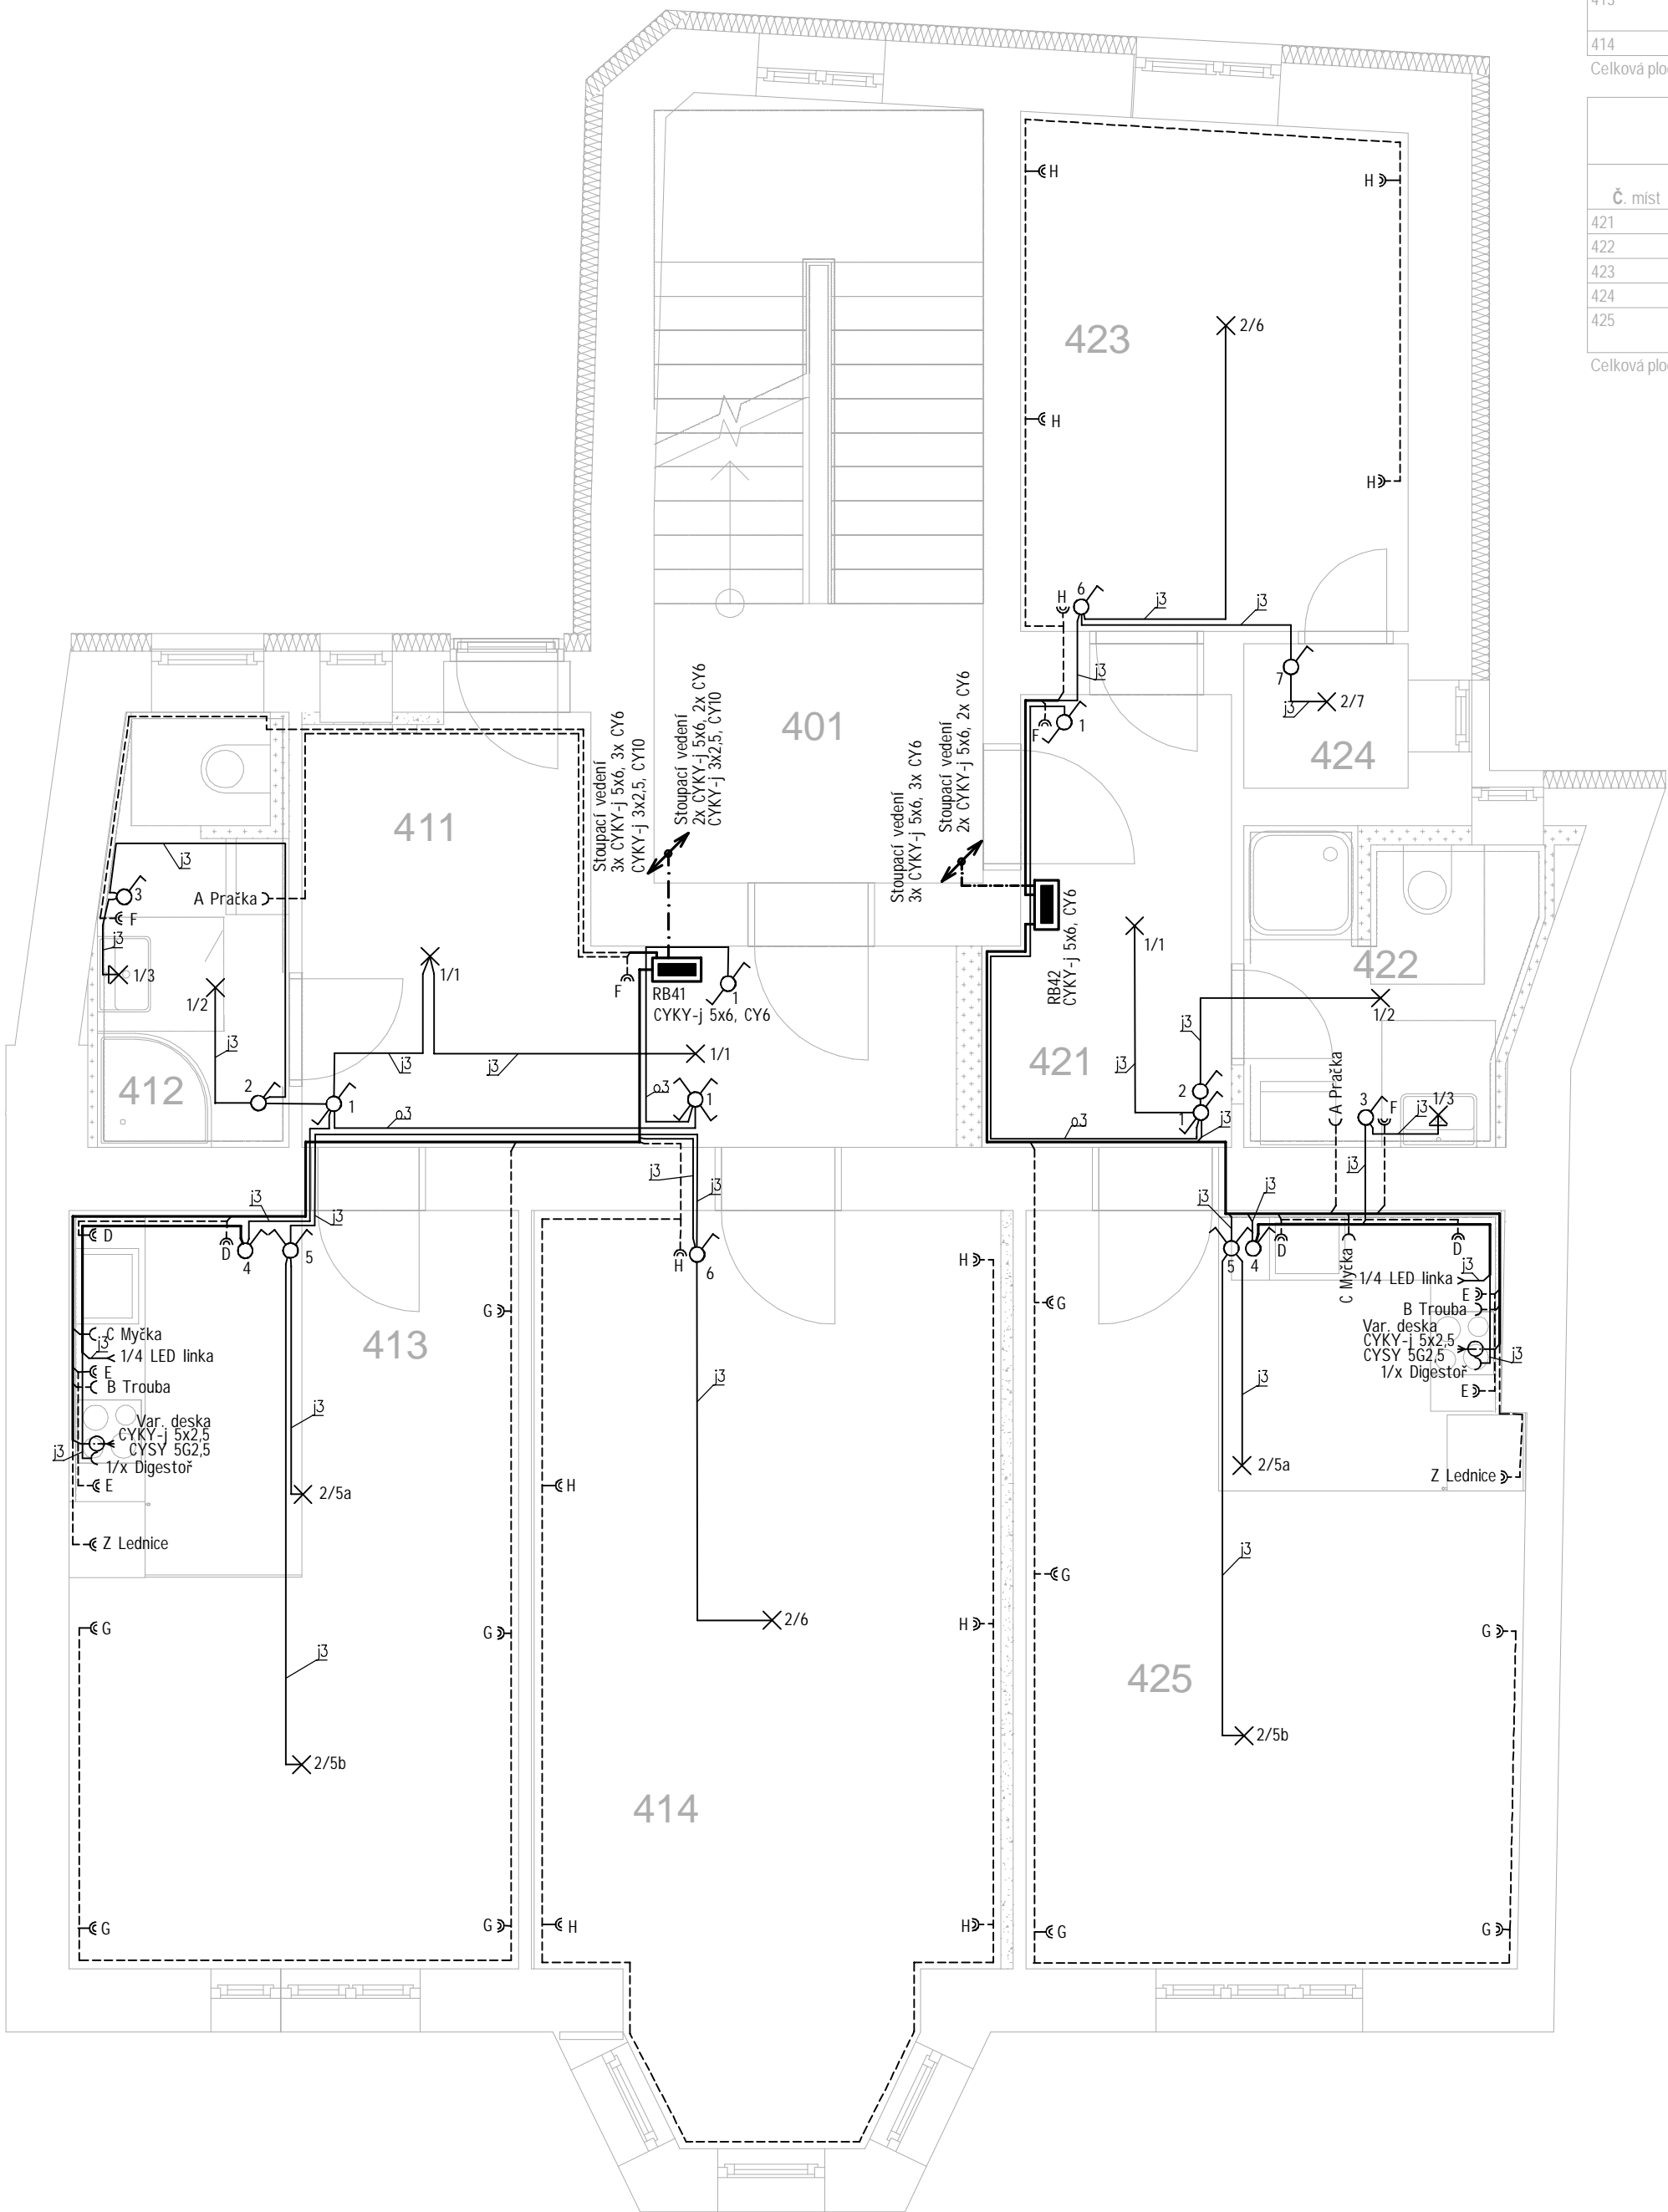 414
Celková
Č. míst
421
422
423
424
425
Celková
H
H
423
2/6
H
H
H
6
j3
j3
j3
7
2/7
j3
F
1
424
401
Stoupací vedení
3x CYKY-j 5x6, 3x CY6
CYKY-j 3x2,5, CY10
Stoupací vedení
2x CYKY-j 5x6, 2x CY6
CYKY-j 3x2,5, CY10
Stoupací vedení
3x CYKY-j 5x6, 3x CY6
Stoupací vedení
2x CYKY-j 5x6, 2x CY6
411
j3
3
A Pračka
F
j3
1/3
1/2
j3
412
2
1
1/1
j3
j3
1/1
F
RB41
CYKY-j 5x6, CY6
1
o3
1
o3
RB42
CYKY-j 5x6, CY6
1/1
422
1/2
j3
421
j3
2
1
j3
o3
A Pračka
3
F
j3
1/3
j3
j3
j3
j3
j3
D
D
4
5
H
6
413
G
C Myčka
j3
1/4 LED linka
E
B Trouba
Var. deska
CYKY-j 5x2,5
CYSY 5G2,5
j3
1/x Digestoř
E
Z Lednice
j3
2/5a
j3
2/5b
G
G
G
G
j3
2/6
H
H
H
H
H
414
j3
j3
5
4
D
C Myčka
D
j3
1/4 LED linka
E
B Trouba
Var. deska
CYKY-j 5x2,5
CYSY 5G2,5
j3
1/x Digestoř
E
Z Lednice
G
j3
2/5a
j3
2/5b
G
G
425
G
G